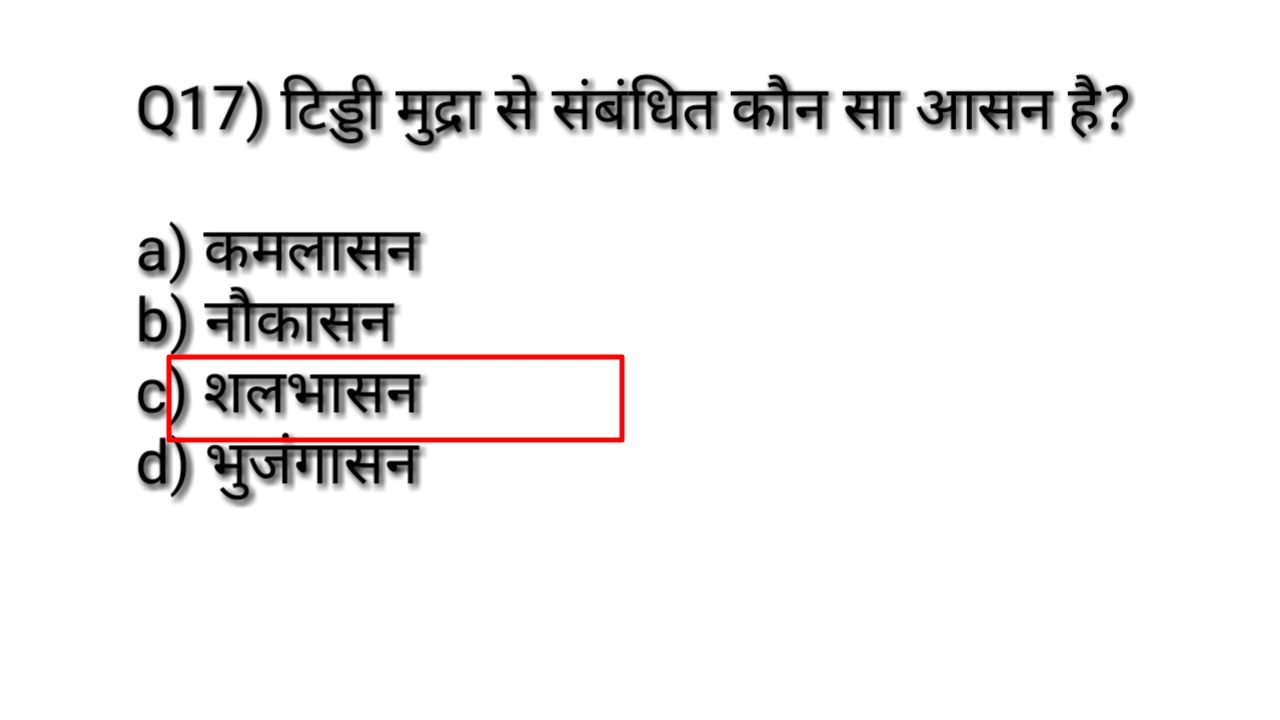 Q17) टिड्डी मुद्रा से संबंधित कौन सा आसन है?
a) कमलासन
b) नौकासन
c) शलभासन
d) भुजंगासन